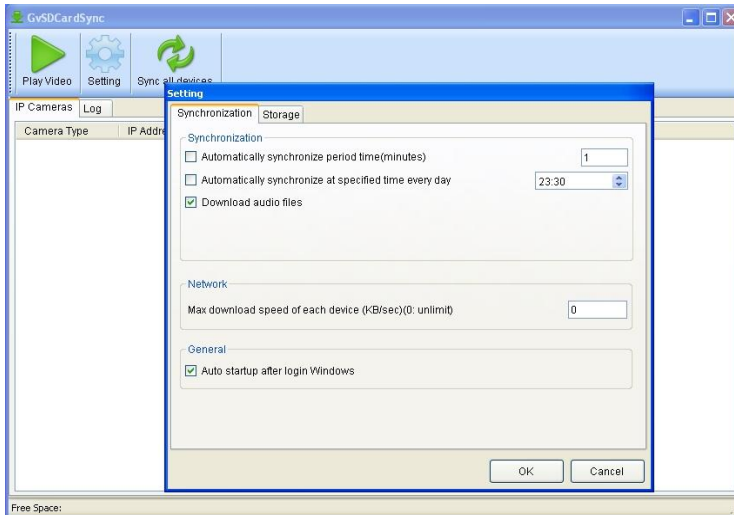 GvSDCardSync
Play Video
Setting
Sync all devices
IP Cameras
Log
Camera Type
IP Addre
Setting
Synchronization
Storage
Synchronization
Automatically synchronize period time(minutes)
1
Automatically synchronize at specified time every day
23:30
Download audio files
Network
Max download speed of each device (KB/sec)(0: unlimit)
0
General
Auto startup after login Windows
OK
Cancel
Free Space: